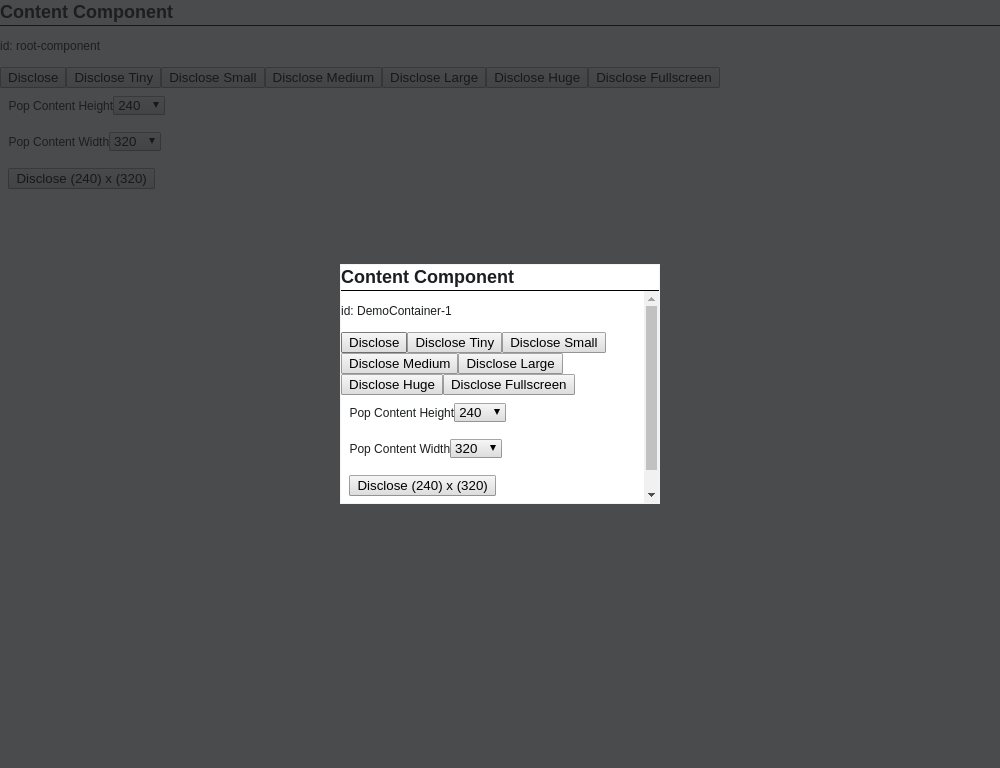 Content Component
id: root-component
Disclose Disclose Tiny Disclose Small Disclose Medium Disclose Large Disclose Huge Disclose Fullscreen
Pop Content Height 240
Pop Content Width 320
Disclose (240) x (320)
Content Component
id: DemoContainer-1
Disclose Disclose Tiny Disclose Small
Disclose Medium Disclose Large
Disclose Huge Disclose Fullscreen
Pop Content Height 240
Pop Content Width 320
Disclose (240) x (320)